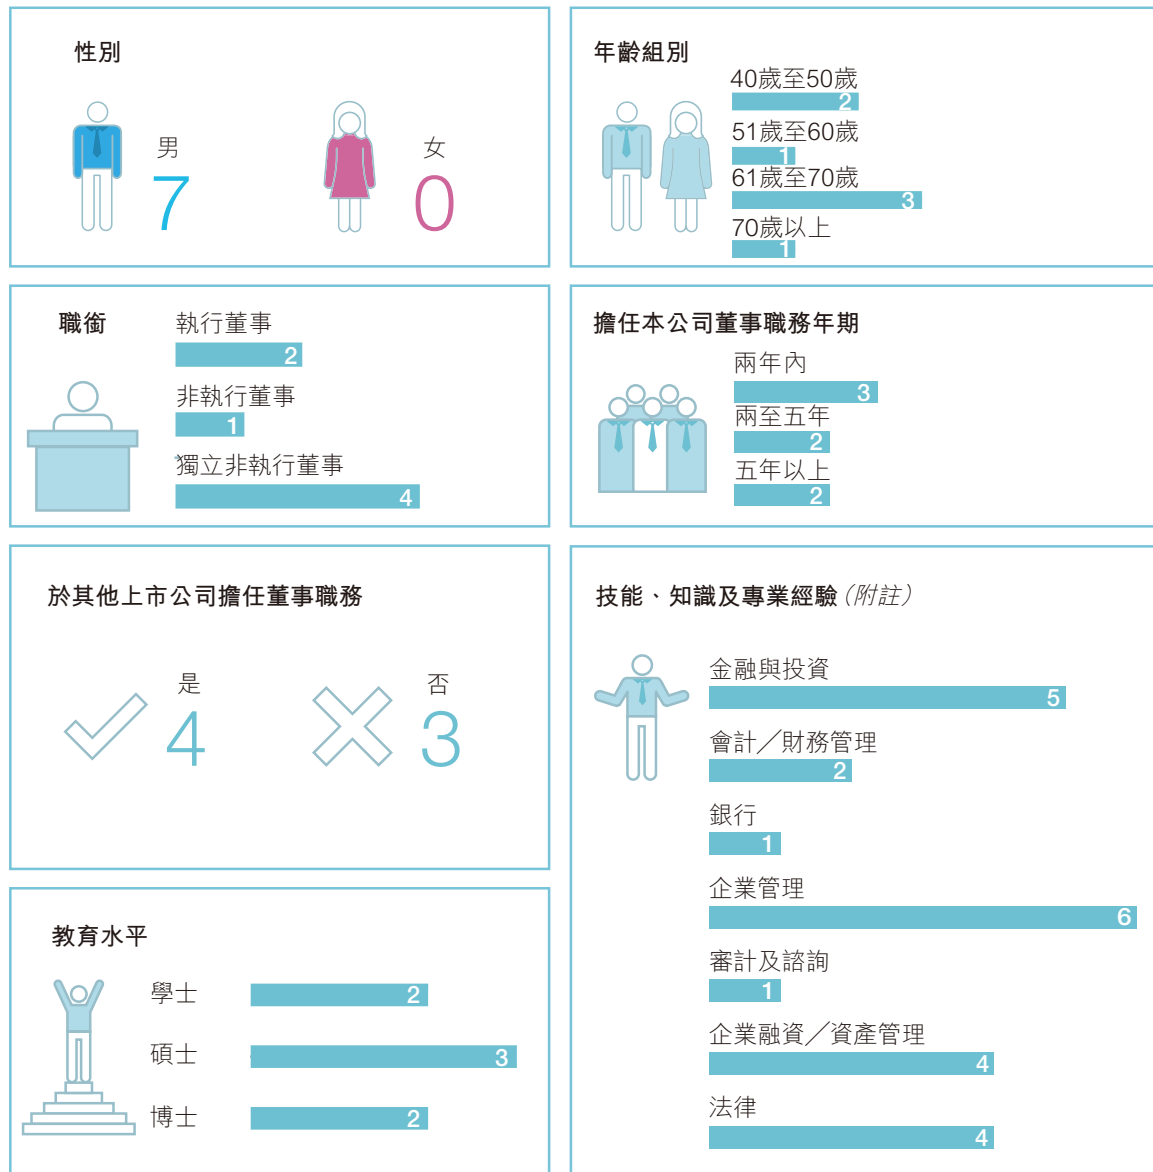 性別
男
7
女
0
年齡組別
40歲至50歲
2
51歲至60歲
1
61歲至70歲
3
70歲以上
1
職銜
執行董事
2
非執行董事
1
獨立非執行董事
4
擔任本公司董事職務年期
兩年內
3
兩至五年
2
五年以上
2
於其他上市公司擔任董事職務
是
4
否
3
技能、知識及專業經驗（附註）
金融與投資
5
會計／財務管理
2
銀行
1
企業管理
6
審計及諮詢
1
企業融資／資產管理
4
法律
4
教育水平
學士
2
碩士
3
博士
2